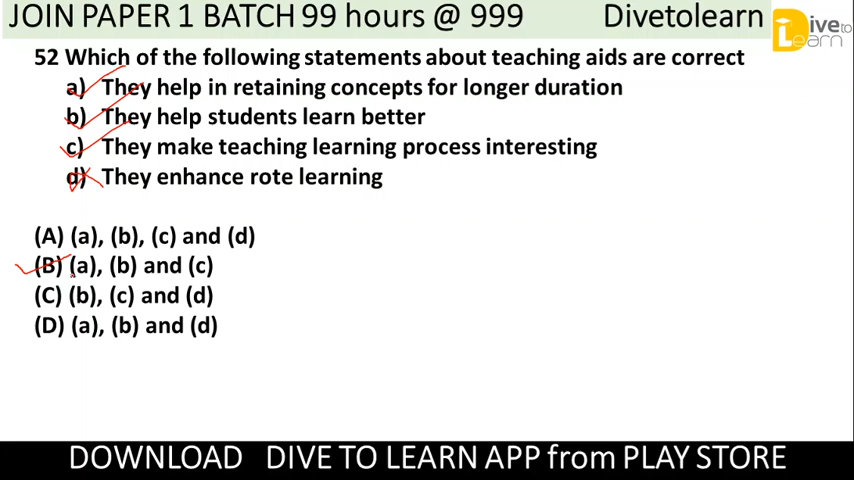 JOIN PAPER 1 BATCH 99 hours @ 999 Divetolearn
Dive to Learn
52 Which of the following statements about teaching aids are correct
a) They help in retaining concepts for longer duration
b) They help students learn better
c) They make teaching learning process interesting
d) They enhance rote learning
(A) (a), (b), (c) and (d)
(B) (a), (b) and (c)
(C) (b), (c) and (d)
(D) (a), (b) and (d)
DOWNLOAD DIVE TO LEARN APP from PLAY STORE